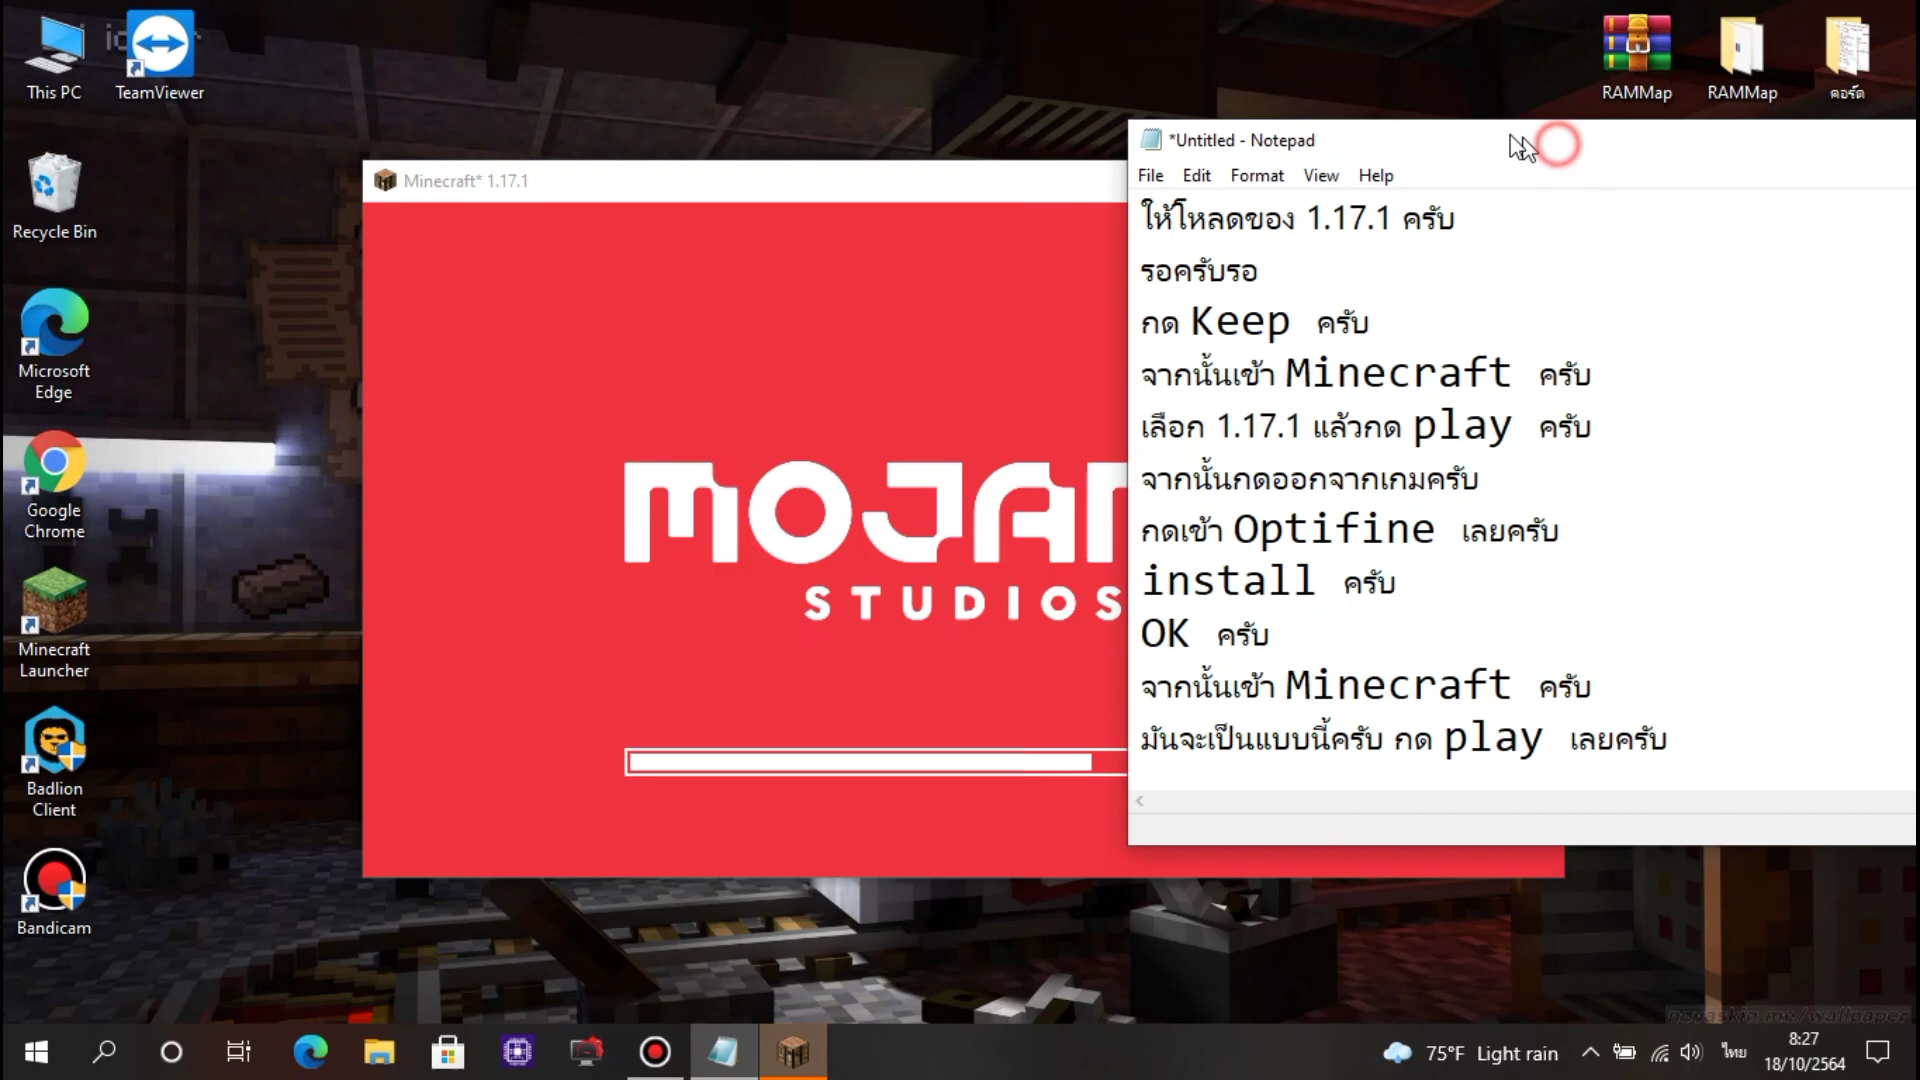 This PC
TeamViewer
RAMMap
RAMMap
คอร์ด
Recycle Bin
Microsoft
Edge
Google
Chrome
Minecraft
Launcher
Badlion
Client
Bandicam
Minecraft* 1.17.1
MOJAN
STUDIOS
*Untitled - Notepad
File Edit Format View Help
ให้โหลดของ 1.17.1 ครับ
รอครับรอ
กด Keep ครับ
จากนั้นเข้า Minecraft ครับ
เลือก 1.17.1 แล้วกด play ครับ
จากนั้นกดออกจากเกมครับ
กดเข้า Optifine เลยครับ
install ครับ
OK ครับ
จากนั้นเข้า Minecraft ครับ
มันจะเป็นแบบนี้ครับ กด play เลยครับ
novaskin.me/wallpaper
75°F Light rain
ไทย
8:27
18/10/2564